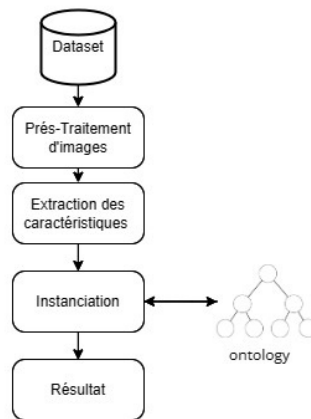 Dataset
Prés-Traitement
d'images
Extraction des
caractéristiques
Instanciation
ontology
Résultat